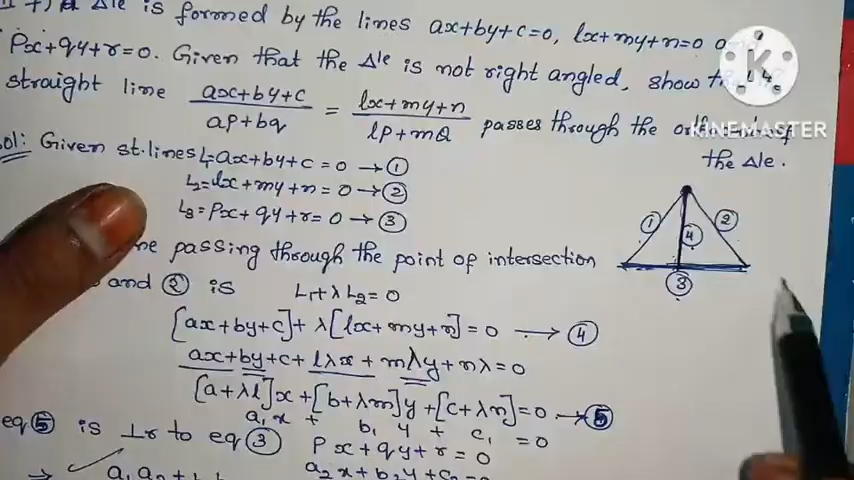 Δle is formed by the lines ax+by+c=0, lx+my+n=0
Px+qy+r=0. Given that the Δle is not right angled, show
straight line ax+by+c / ap+bq = lx+my+n / lp+mQ passes through the
the Δle.
K
KINEMASTER
Sol: Given st.lines L₁=ax+by+c=0 →①
L₂=lx+my+n=0→②
L₃=Px+qy+r=0→③
passing through the point of intersection
and ② is L₁+λL₂=0
[ax+by+c]+λ[lx+my+n]=0 →④
ax+by+c+lλx+mλy+nλ=0
[a+λl]x+[b+λm]y+[c+λn]=0→⑤
a₁x + b₁y + c₁ =0
eq⑤ is ⊥r to eq③ Px+qy+r=0
⇒ a₂x+b₂y+c₂=0
① ② ④
③